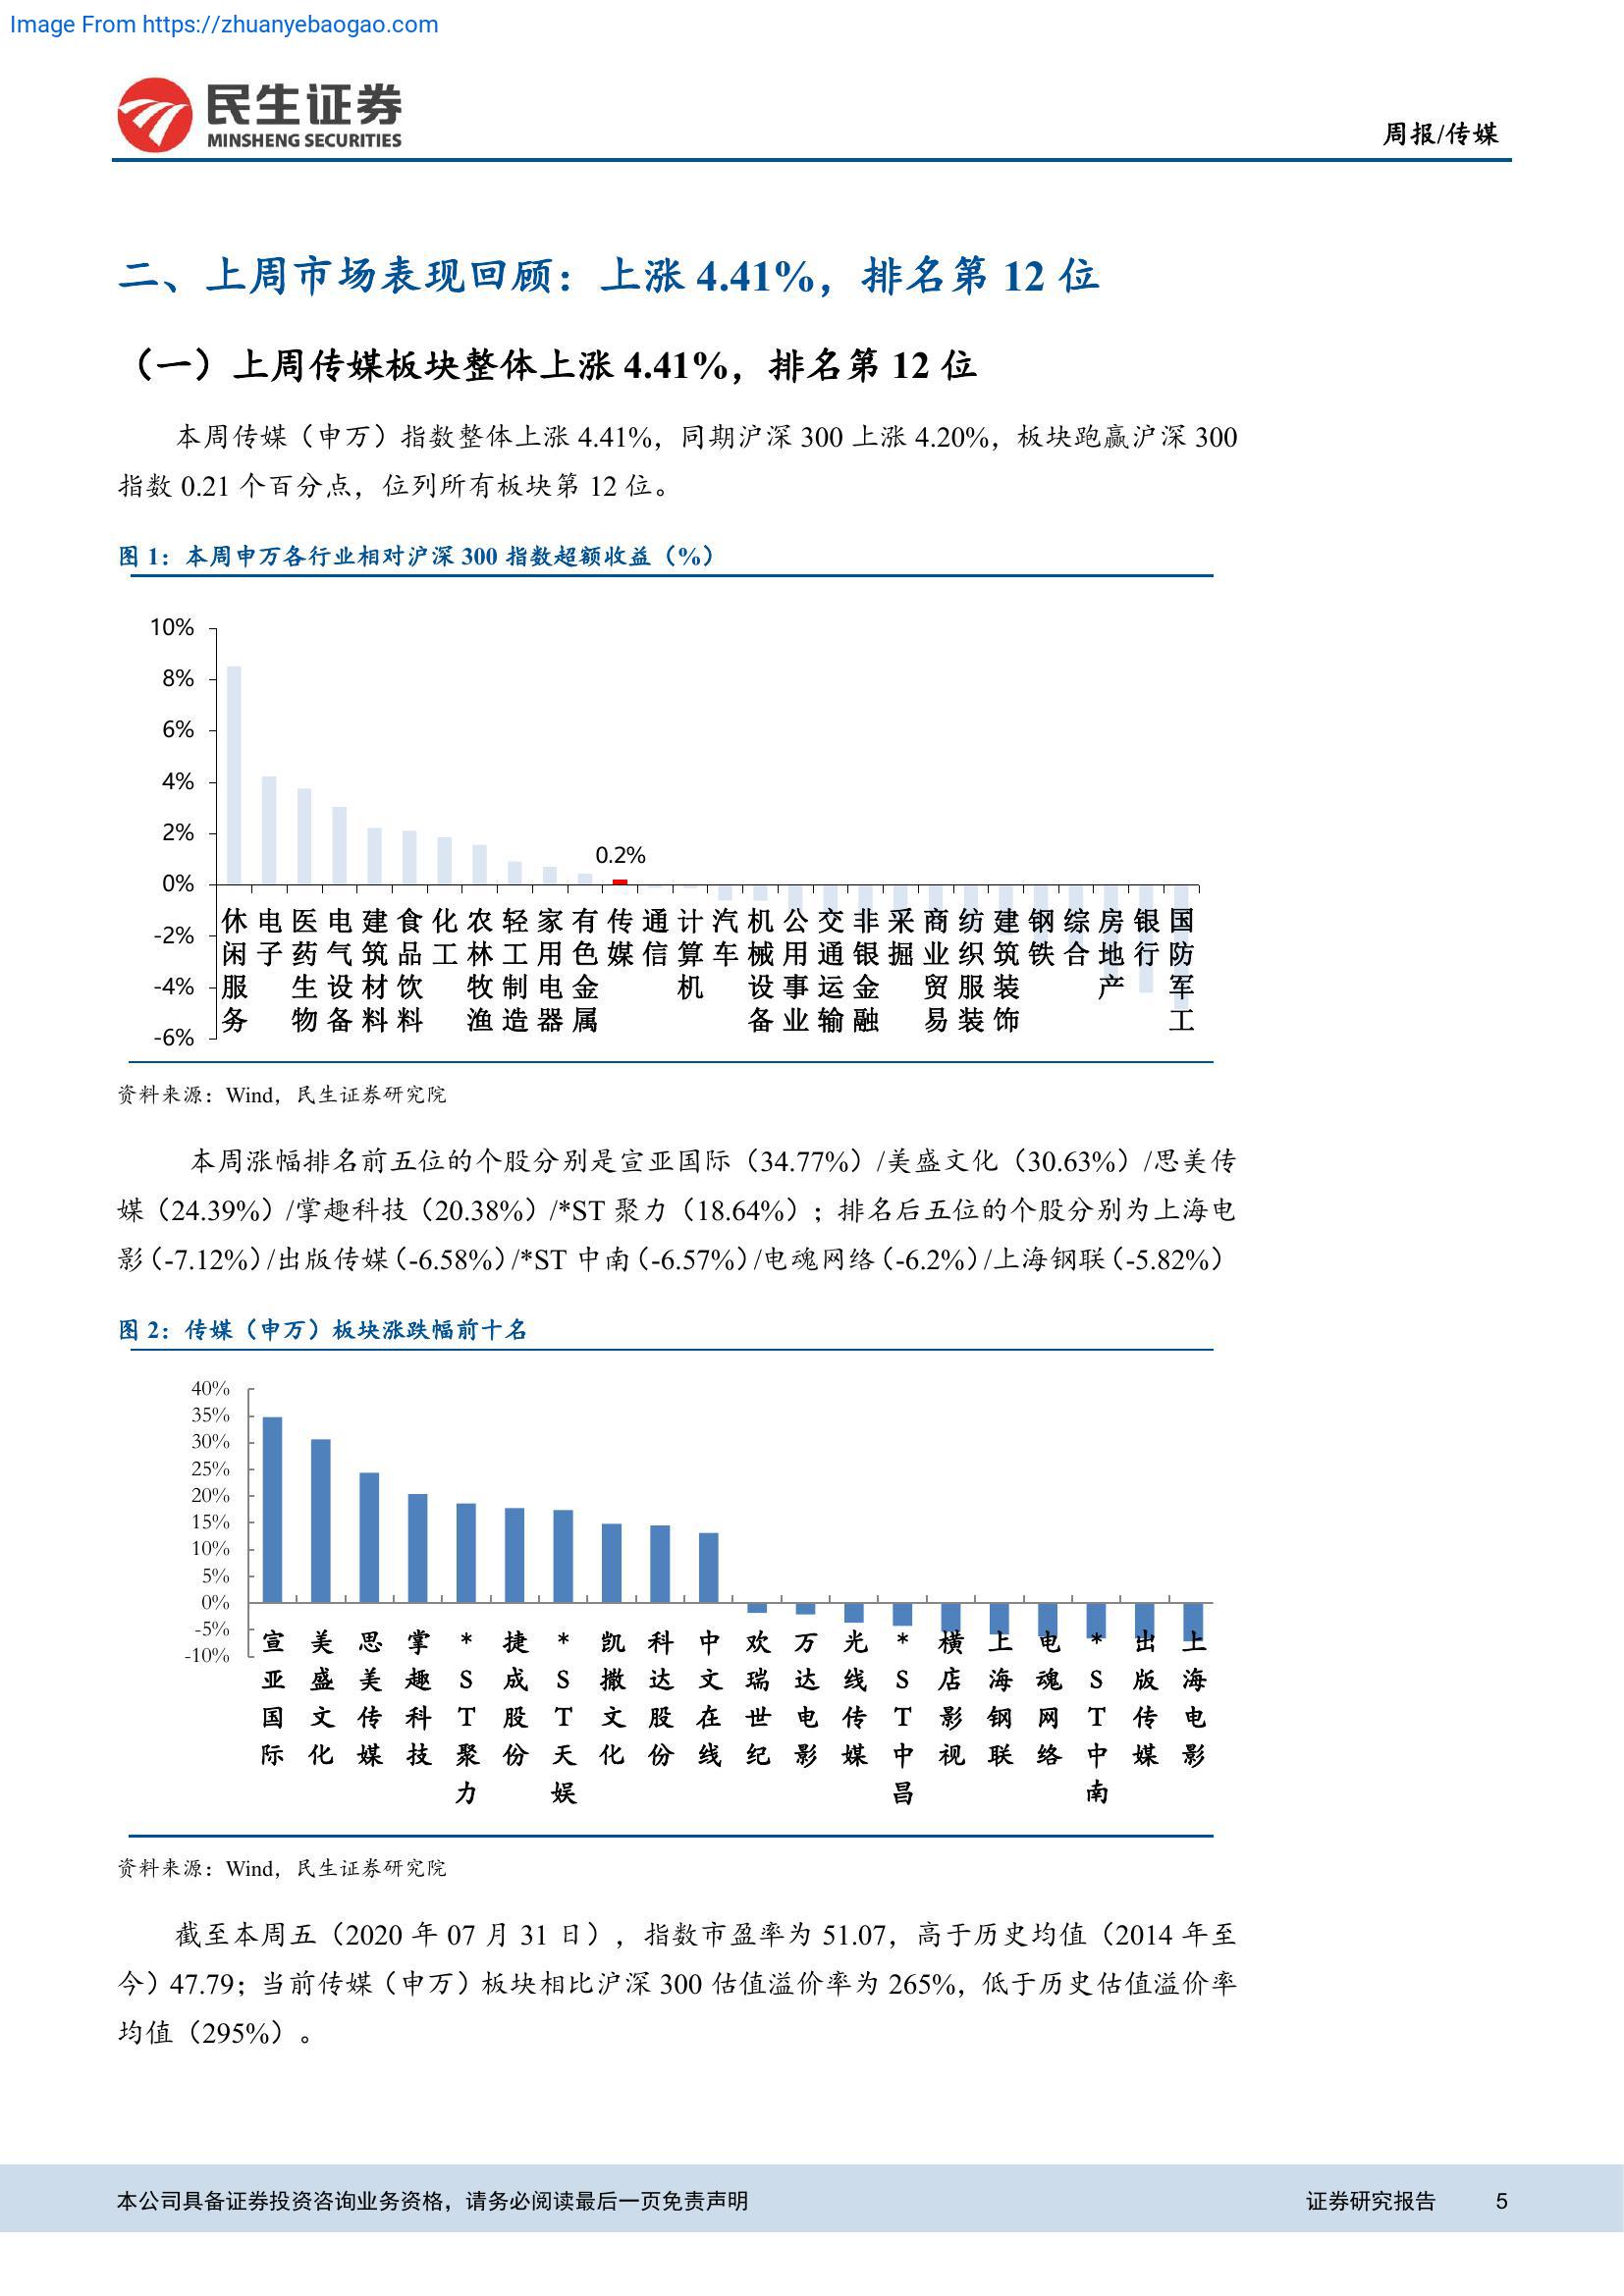 Image From https://zhuanyebaogao.com
民生证券
MINSHENG SECURITIES
周报/传媒
二、上周市场表现回顾：上涨 4.41%，排名第 12 位
（一）上周传媒板块整体上涨 4.41%，排名第 12 位
本周传媒（申万）指数整体上涨 4.41%，同期沪深 300 上涨 4.20%，板块跑赢沪深 300
指数 0.21 个百分点，位列所有板块第 12 位。
图 1：本周申万各行业相对沪深 300 指数超额收益（%）
10%
8%
6%
4%
2%
0%
-2%
-4%
-6%
0.2%
休闲服务
电子
医药生物
电气设备
建筑材料
食品饮料
化工
农林牧渔
轻工制造
家用电器
有色金属
传媒
通信
计算机
汽车
机械设备
公用事业
交通运输
非银金融
采掘
商业贸易
纺织服装
建筑装饰
钢铁
综合
房地产
银行
国防军工
资料来源：Wind，民生证券研究院
本周涨幅排名前五位的个股分别是宣亚国际（34.77%）/美盛文化（30.63%）/思美传
媒（24.39%）/掌趣科技（20.38%）/*ST 聚力（18.64%）；排名后五位的个股分别为上海电
影（-7.12%）/出版传媒（-6.58%）/*ST 中南（-6.57%）/电魂网络（-6.2%）/上海钢联（-5.82%）
图 2：传媒（申万）板块涨跌幅前十名
40%
35%
30%
25%
20%
15%
10%
5%
0%
-5%
-10%
宣亚国际
美盛文化
思美传媒
掌趣科技
*ST聚力
捷成股份
*ST天娱
凯撒文化
科达股份
中文在线
欢瑞世纪
万达电影
光线传媒
*ST中昌
横店影视
上海钢联
电魂网络
*ST中南
出版传媒
上海电影
资料来源：Wind，民生证券研究院
截至本周五（2020 年 07 月 31 日），指数市盈率为 51.07，高于历史均值（2014 年至
今）47.79；当前传媒（申万）板块相比沪深 300 估值溢价率为 265%，低于历史估值溢价率
均值（295%）。
本公司具备证券投资咨询业务资格，请务必阅读最后一页免责声明
证券研究报告
5